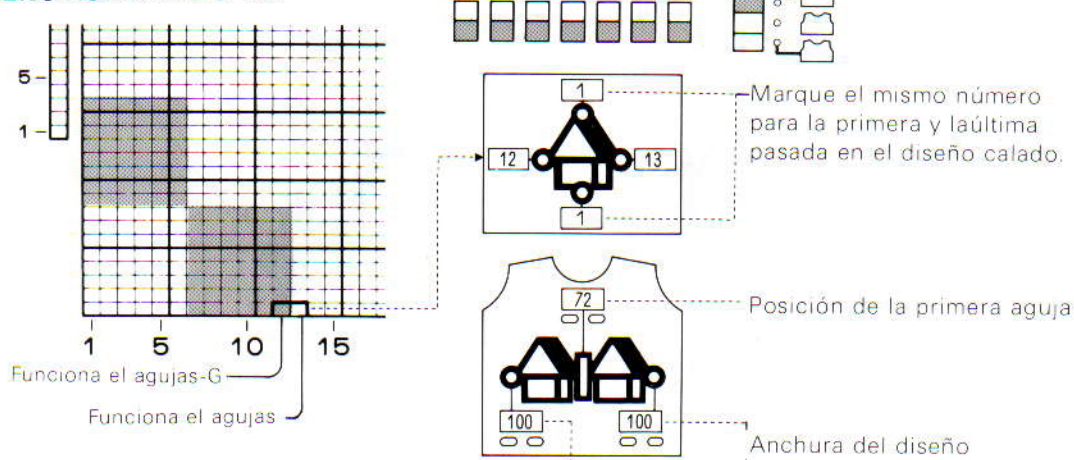 5
1
1
5
10
15
Funciona el agujas-G
Funciona el agujas
1
12
13
1
Marque el mismo número
para la primera y laúltima
pasada en el diseño calado.
72
100
100
Posición de la primera aguja
Anchura del diseño